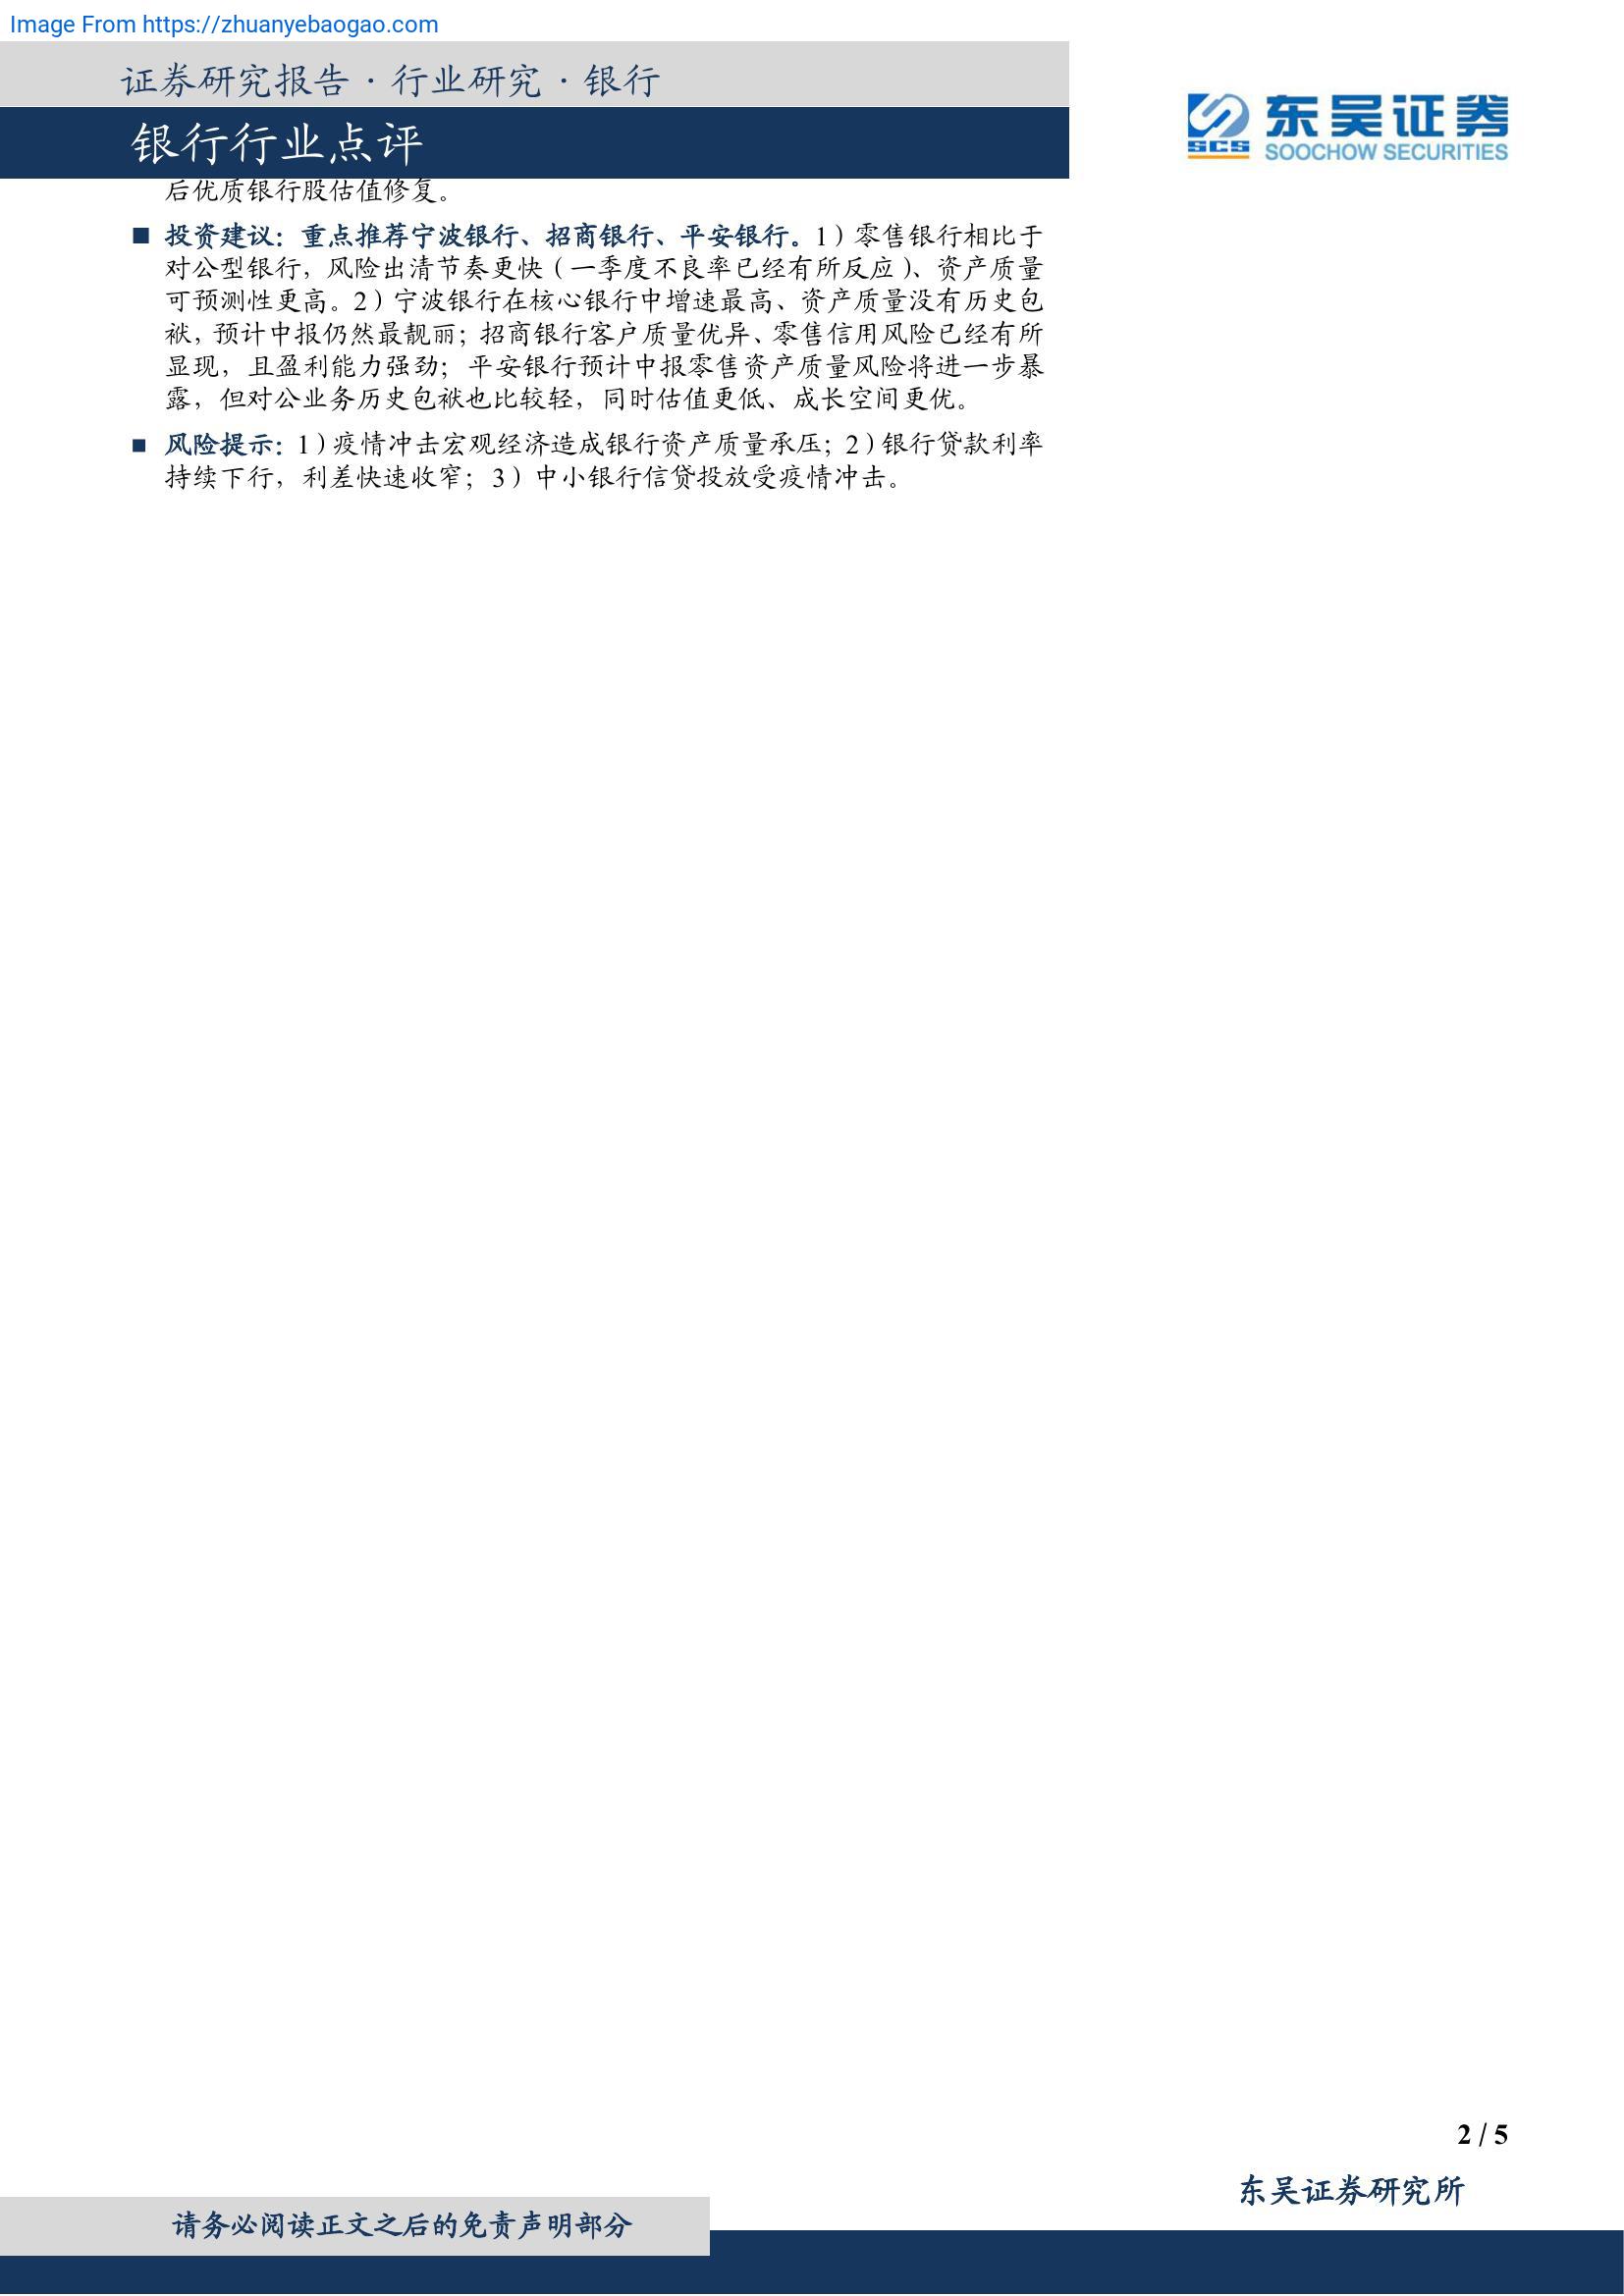 Image From https://zhuanyebaogao.com
证券研究报告 · 行业研究 · 银行
银行行业点评
SCS
东吴证券
SOOCHOW SECURITIES
后优质银行股估值修复。
■ 投资建议：重点推荐宁波银行、招商银行、平安银行。1）零售银行相比于
对公型银行，风险出清节奏更快（一季度不良率已经有所反应）、资产质量
可预测性更高。2）宁波银行在核心银行中增速最高、资产质量没有历史包
袱，预计中报仍然最靓丽；招商银行客户质量优异、零售信用风险已经有所
显现，且盈利能力强劲；平安银行预计中报零售资产质量风险将进一步暴
露，但对公业务历史包袱也比较轻，同时估值更低、成长空间更优。
■ 风险提示：1）疫情冲击宏观经济造成银行资产质量承压；2）银行贷款利率
持续下行，利差快速收窄；3）中小银行信贷投放受疫情冲击。
2 / 5
东吴证券研究所
请务必阅读正文之后的免责声明部分